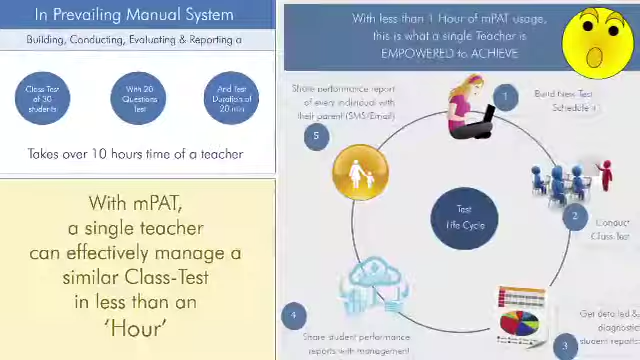 In Prevailing Manual System
Building, Conducting, Evaluating & Reporting a
Class Test
of 30
students
With 20
Questions
Test
And Test
Duration of
20 min
Takes over 10 hours time of a teacher
With mPAT,
a single teacher
can effectively manage a
similar Class-Test
in less than an
‘Hour’
With less than 1 Hour of mPAT usage,
this is what a single Teacher is
EMPOWERED to ACHIEVE
Test
Life Cycle
1
Build New Test
Schedule
2
Conduct
Class Test
3
Get detailed &
diagnostic
student reports
4
Share student performance
reports with management
5
Share performance report
of every individual with
their parent (SMS/Email)